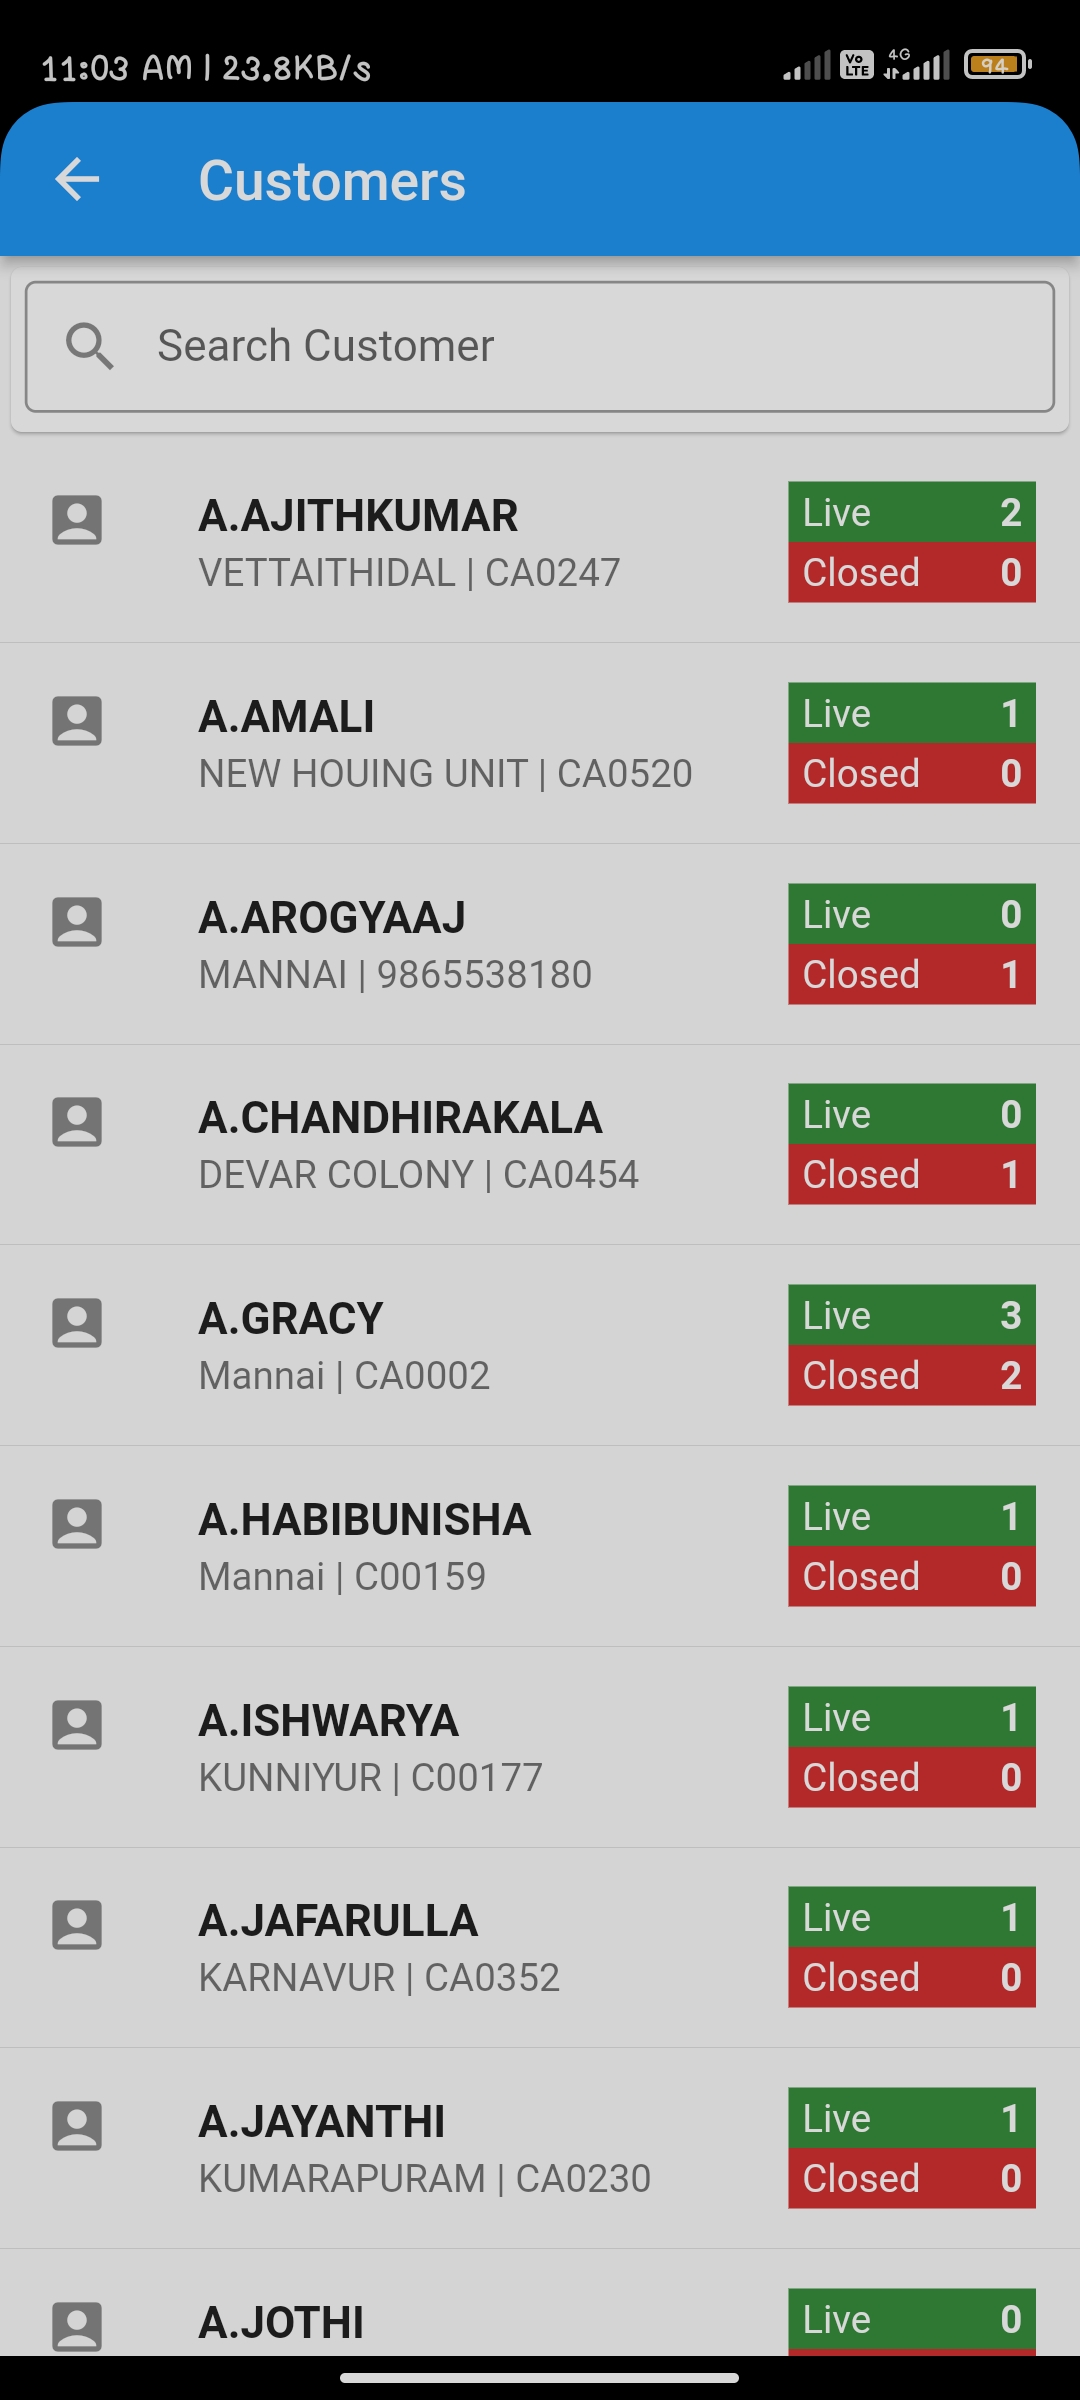 11:03 AM | 23.8KB/s
Vo LTE 4G 94
Customers
Search Customer
A.AJITHKUMAR
VETTAITHIDAL | CA0247
Live 2
Closed 0
A.AMALI
NEW HOUING UNIT | CA0520
Live 1
Closed 0
A.AROGYAAJ
MANNAI | 9865538180
Live 0
Closed 1
A.CHANDHIRAKALA
DEVAR COLONY | CA0454
Live 0
Closed 1
A.GRACY
Mannai | CA0002
Live 3
Closed 2
A.HABIBUNISHA
Mannai | C00159
Live 1
Closed 0
A.ISHWARYA
KUNNIYUR | C00177
Live 1
Closed 0
A.JAFARULLA
KARNAVUR | CA0352
Live 1
Closed 0
A.JAYANTHI
KUMARAPURAM | CA0230
Live 1
Closed 0
A.JOTHI
Live 0